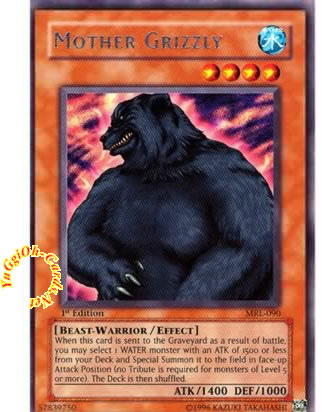 MOTHER GRIZZLY
水
YuGgiOh-Cards.Net
1st Edition
MRL-090
[BEAST-WARRIOR / EFFECT]
When this card is sent to the Graveyard as a result of battle,
you may select 1 WATER monster with an ATK of 1500 or less
from your Deck and Special Summon it to the field in face-up
Attack Position (no Tribute is required for monsters of Level 5
or more). The Deck is then shuffled.
ATK/1400 DEF/1000
57839750
©1996 KAZUKI TAKAHASHI